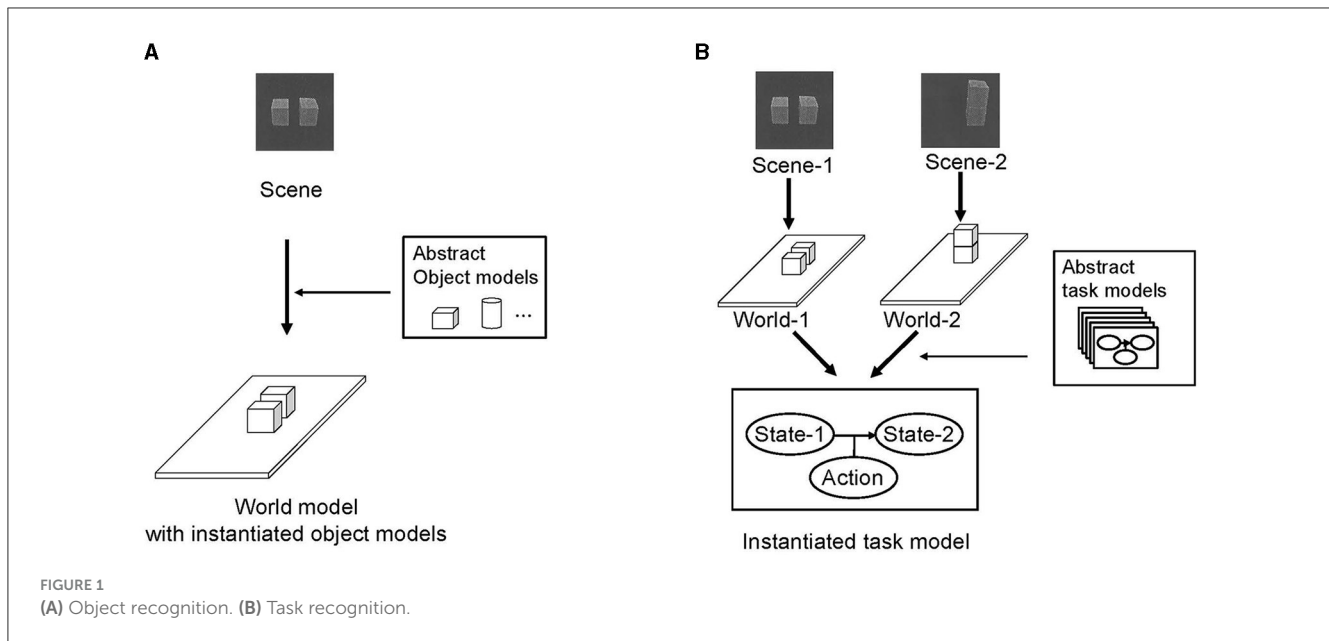 A
Scene
Abstract
Object models
...
World model
with instantiated object models
B
Scene-1
Scene-2
World-1
World-2
Abstract
task models
State-1
State-2
Action
Instantiated task model
FIGURE 1
(A) Object recognition. (B) Task recognition.